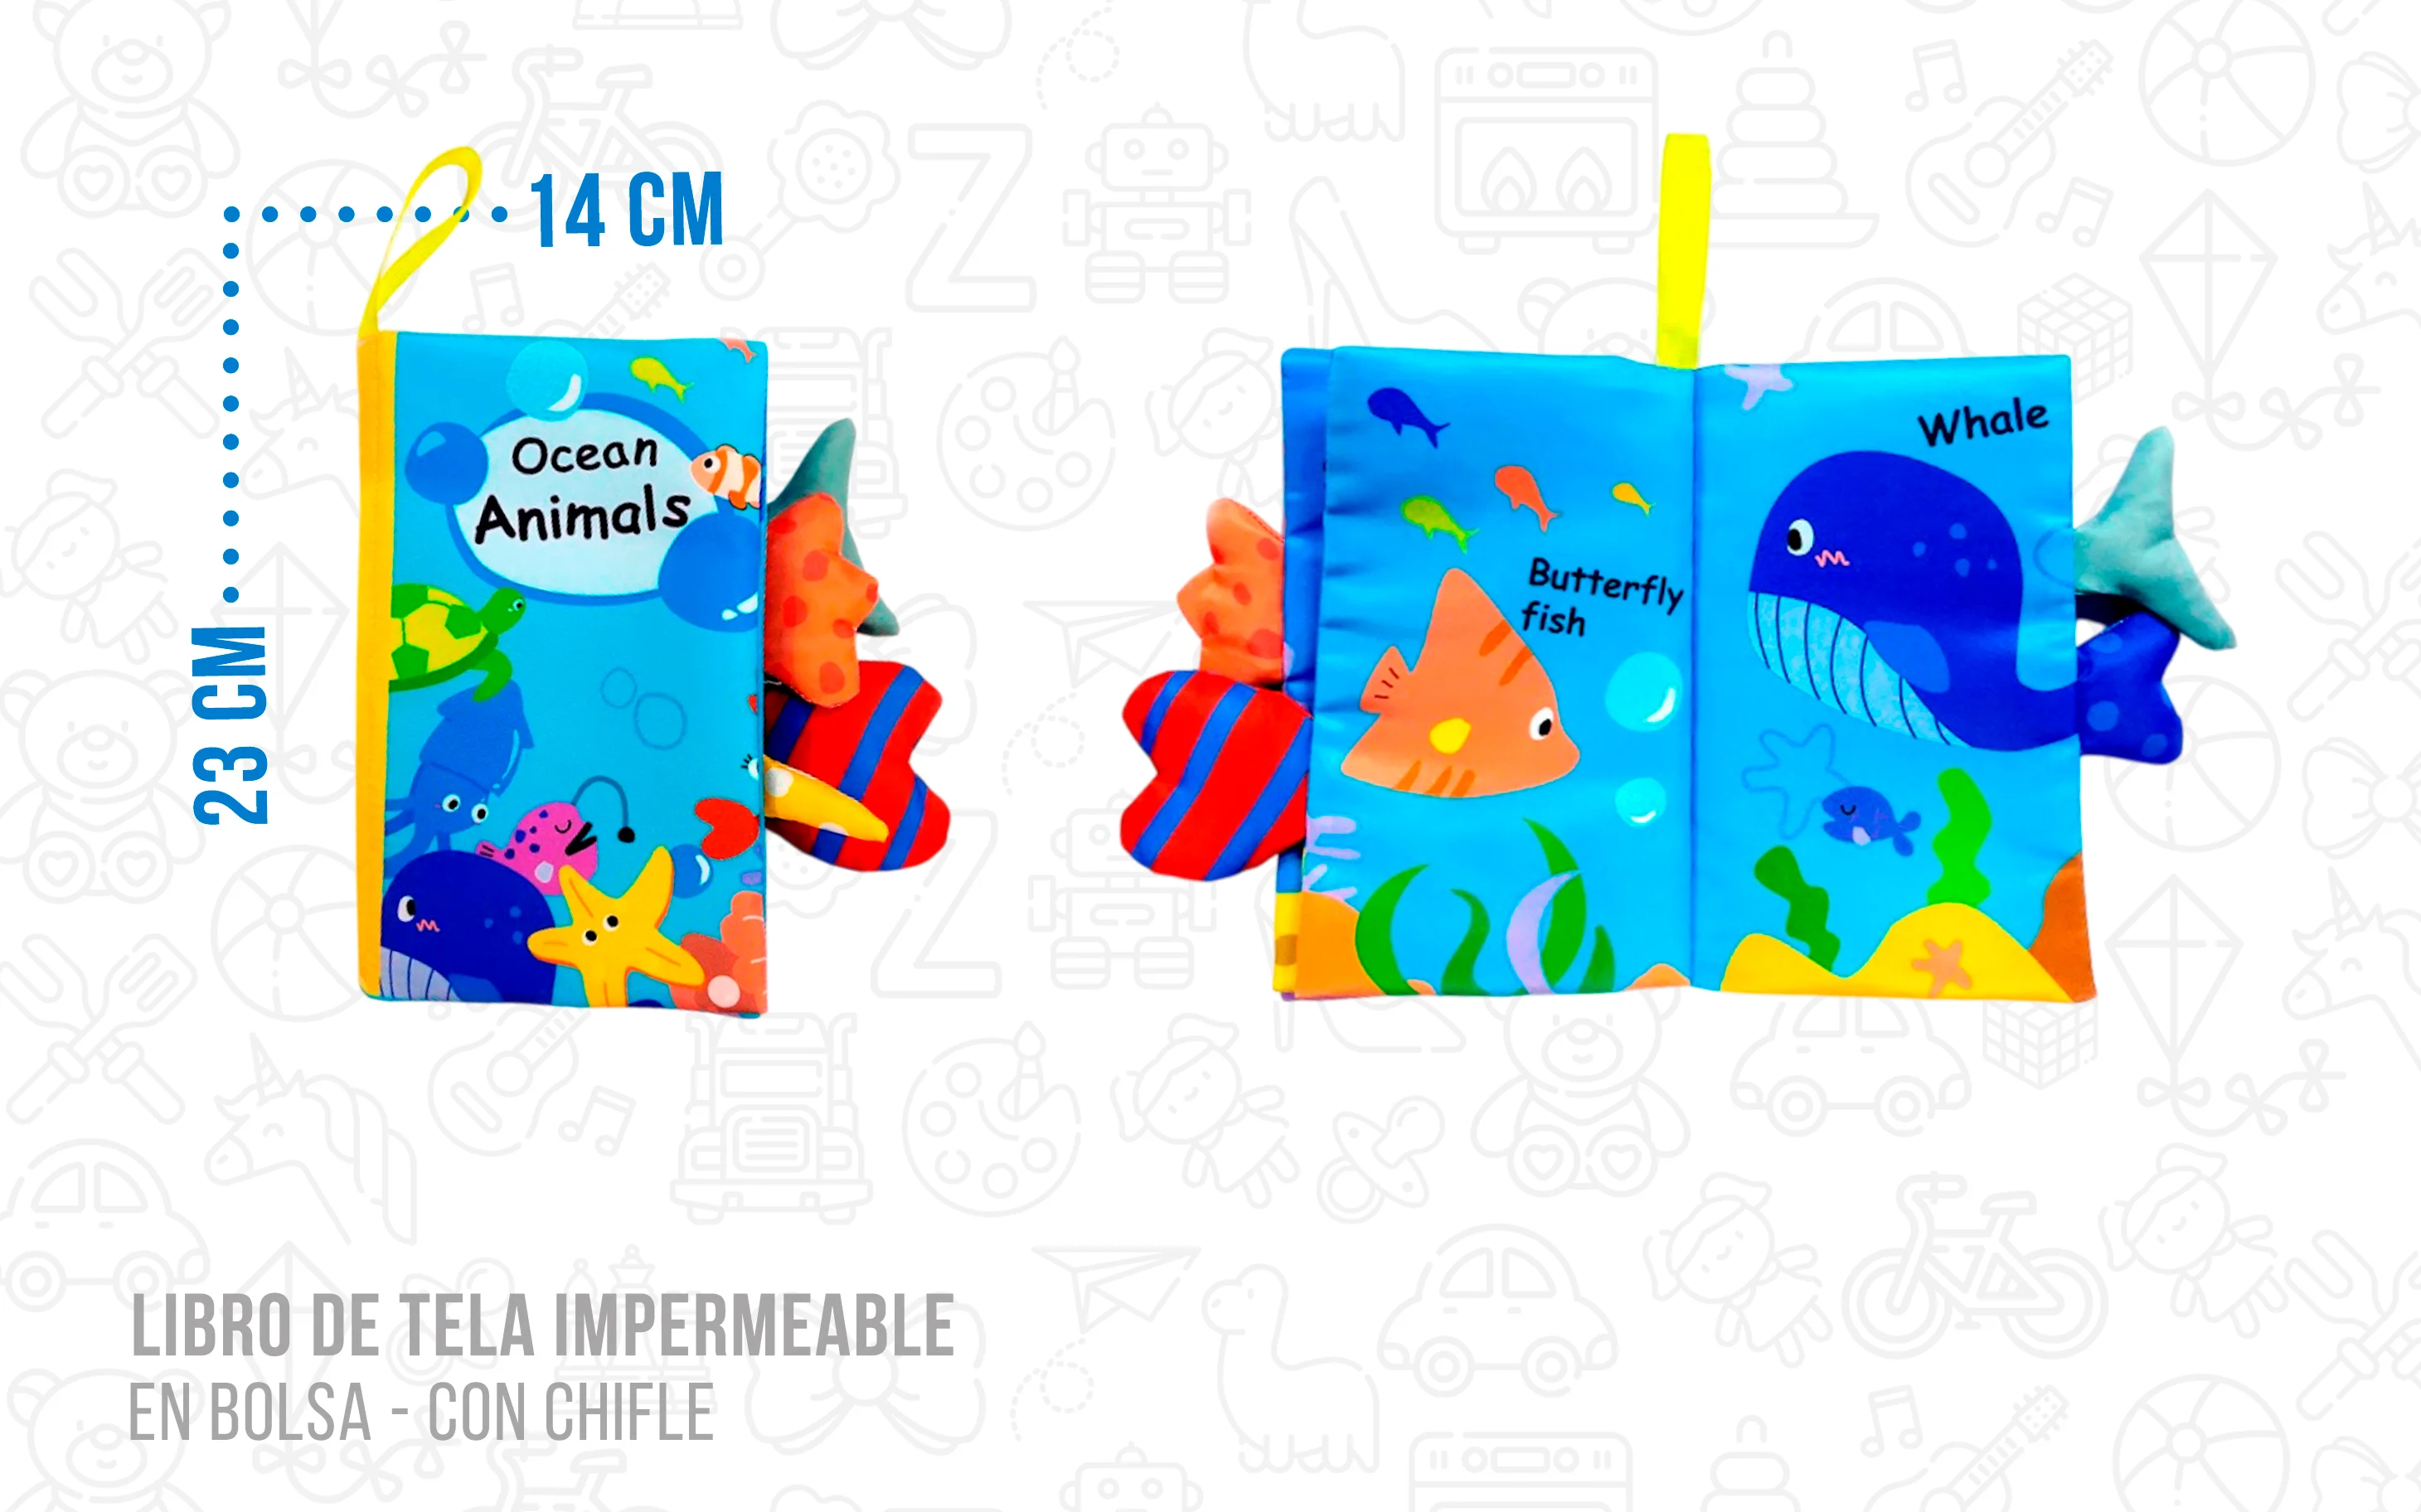 14 CM
23 CM
Ocean
Animals
Butterfly
fish
Whale
LIBRO DE TELA IMPERMEABLE
EN BOLSA - CON CHIFLE